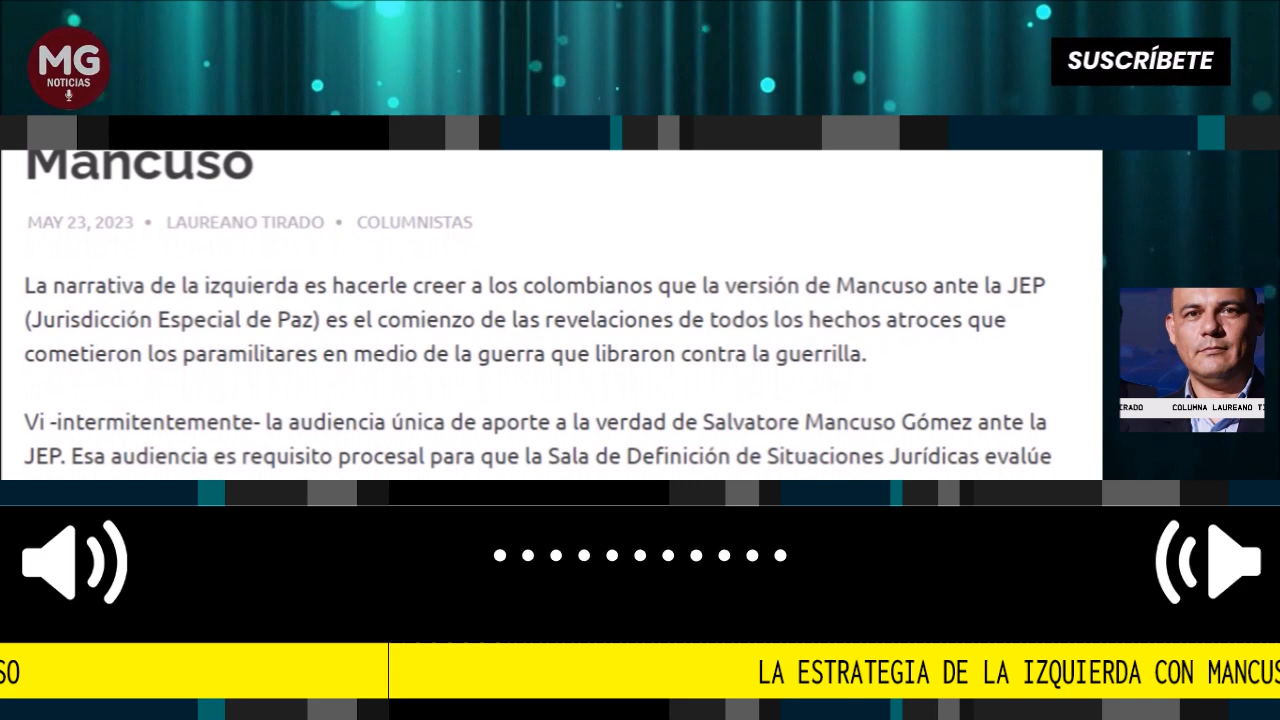 MG
NOTICIAS
SUSCRÍBETE
Mancuso
MAY 23, 2023 • LAUREANO TIRADO • COLUMNISTAS
La narrativa de la izquierda es hacerle creer a los colombianos que la versión de Mancuso ante la JEP
(Jurisdicción Especial de Paz) es el comienzo de las revelaciones de todos los hechos atroces que
cometieron los paramilitares en medio de la guerra que libraron contra la guerrilla.
Vi -intermitentemente- la audiencia única de aporte a la verdad de Salvatore Mancuso Gómez ante la
JEP. Esa audiencia es requisito procesal para que la Sala de Definición de Situaciones Jurídicas evalúe
IRADO COLUMNA LAUREANO TI
SO LA ESTRATEGIA DE LA IZQUIERDA CON MANCUS